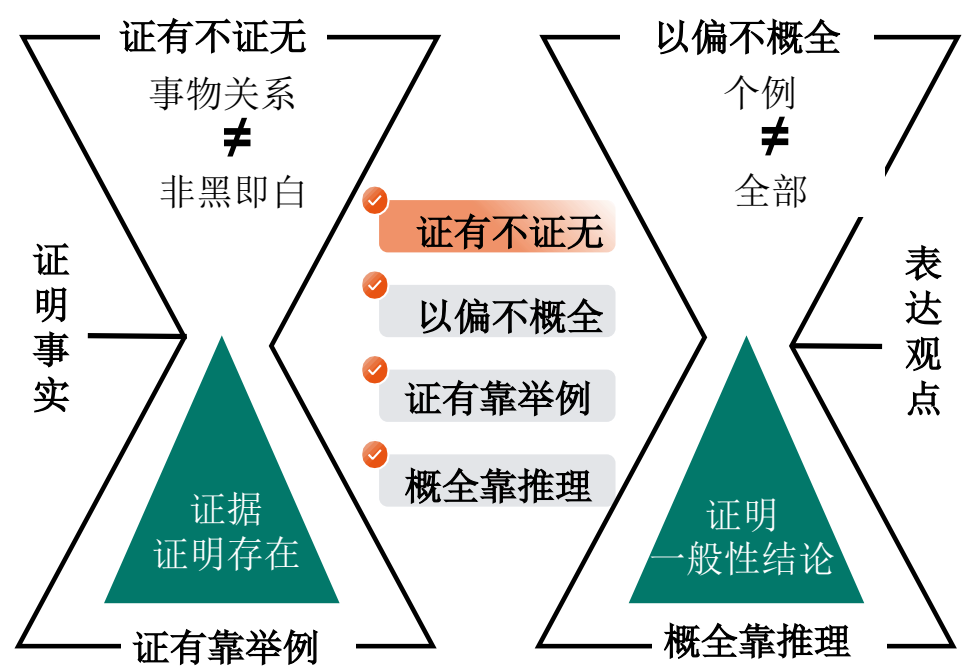 证有不证无
事物关系
≠
非黑即白
证明事实
证据
证明存在
证有靠举例
证有不证无
以偏不概全
证有靠举例
概全靠推理
以偏不概全
个例
≠
全部
表达观点
证明
一般性结论
概全靠推理